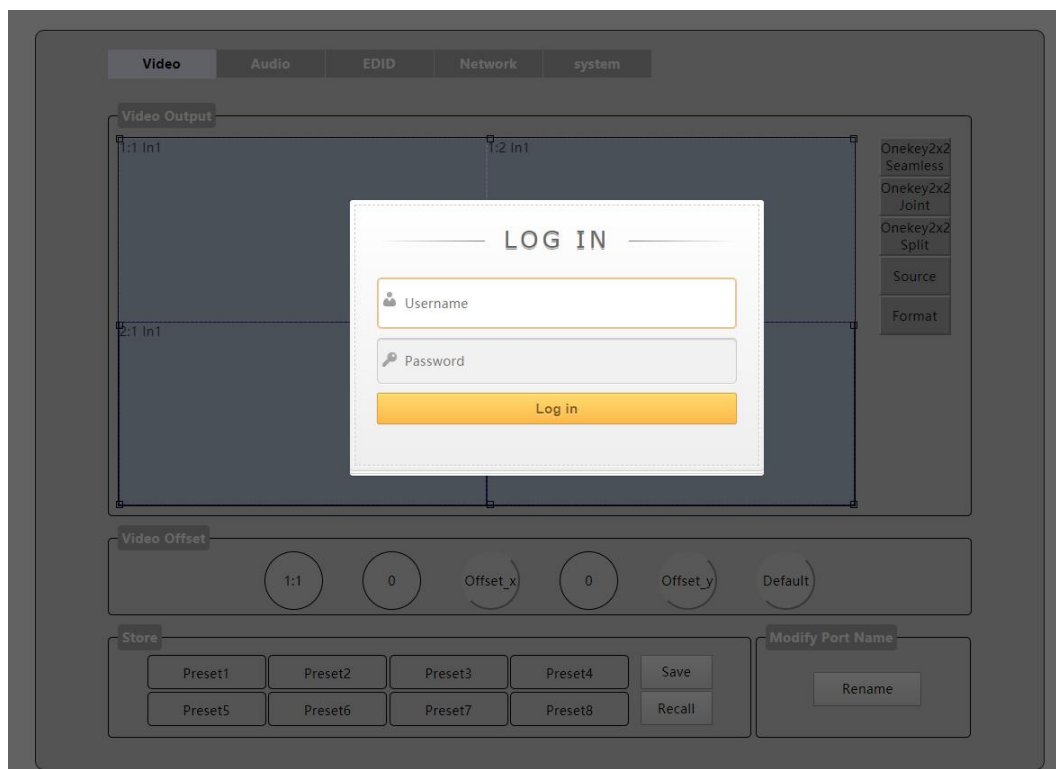 Video Audio EDID Network system
Video Output
1:1 In1 1:2 In1
Onekey2x2
Seamless
Onekey2x2
Joint
Onekey2x2
Split
Source
Format
LOG IN
Username
Password
Log in
2:1 In1
Video Offset
1:1 0 Offset_x 0 Offset_y Default
Store
Preset1 Preset2 Preset3 Preset4 Save
Preset5 Preset6 Preset7 Preset8 Recall
Modify Port Name
Rename